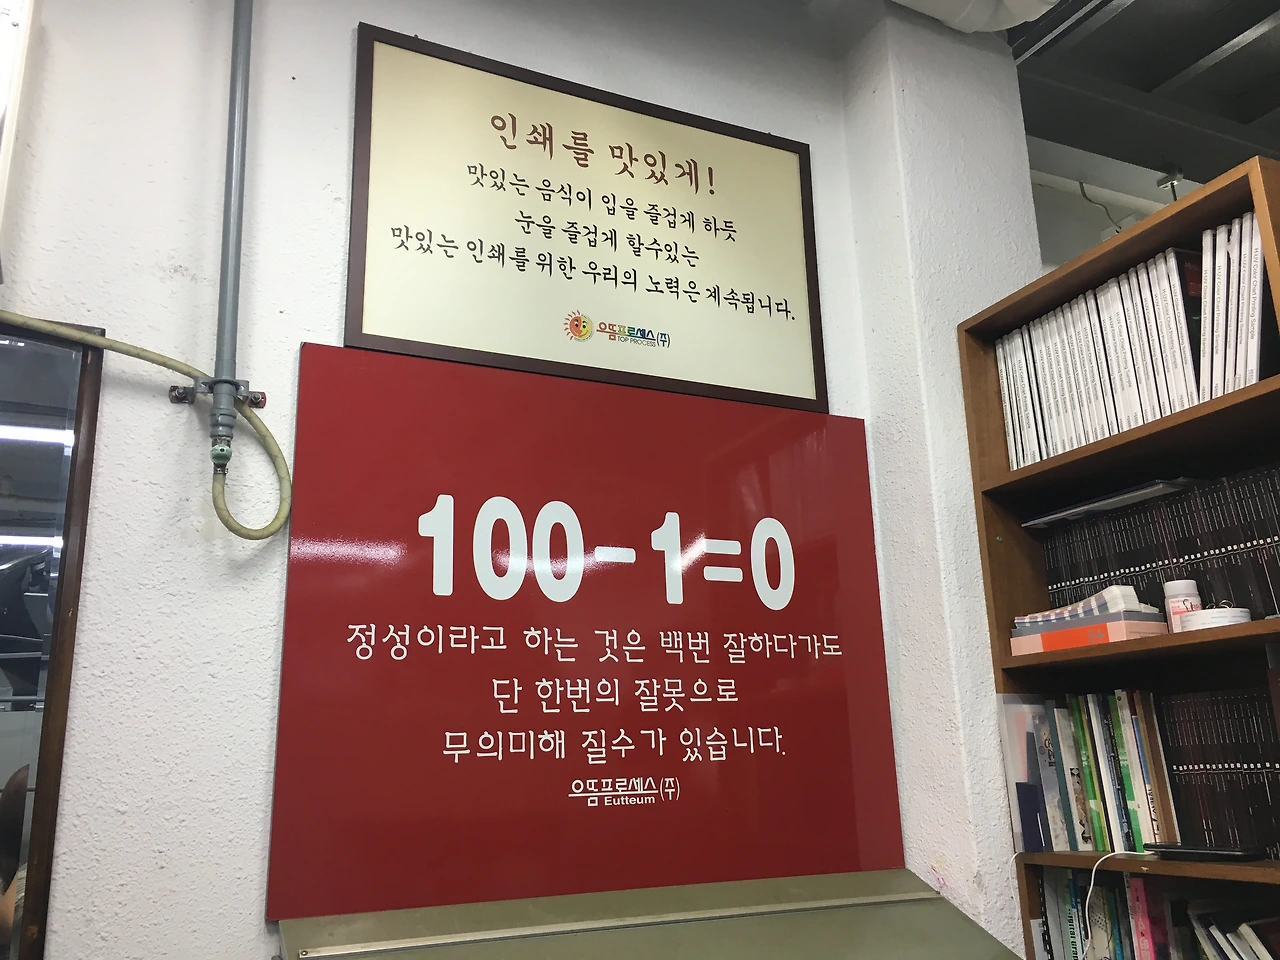 인쇄를 맛있게!
맛있는 음식이 입을 즐겁게 하듯
눈을 즐겁게 할수있는
맛있는 인쇄를 위한 우리의 노력은 계속됩니다.
으뜸프로세스(주)
TOP PROCESS
100-1=0
정성이라고 하는 것은 백번 잘하다가도
단 한번의 잘못으로
무의미해 질수가 있습니다.
으뜸프로세스(주)
Eutteum